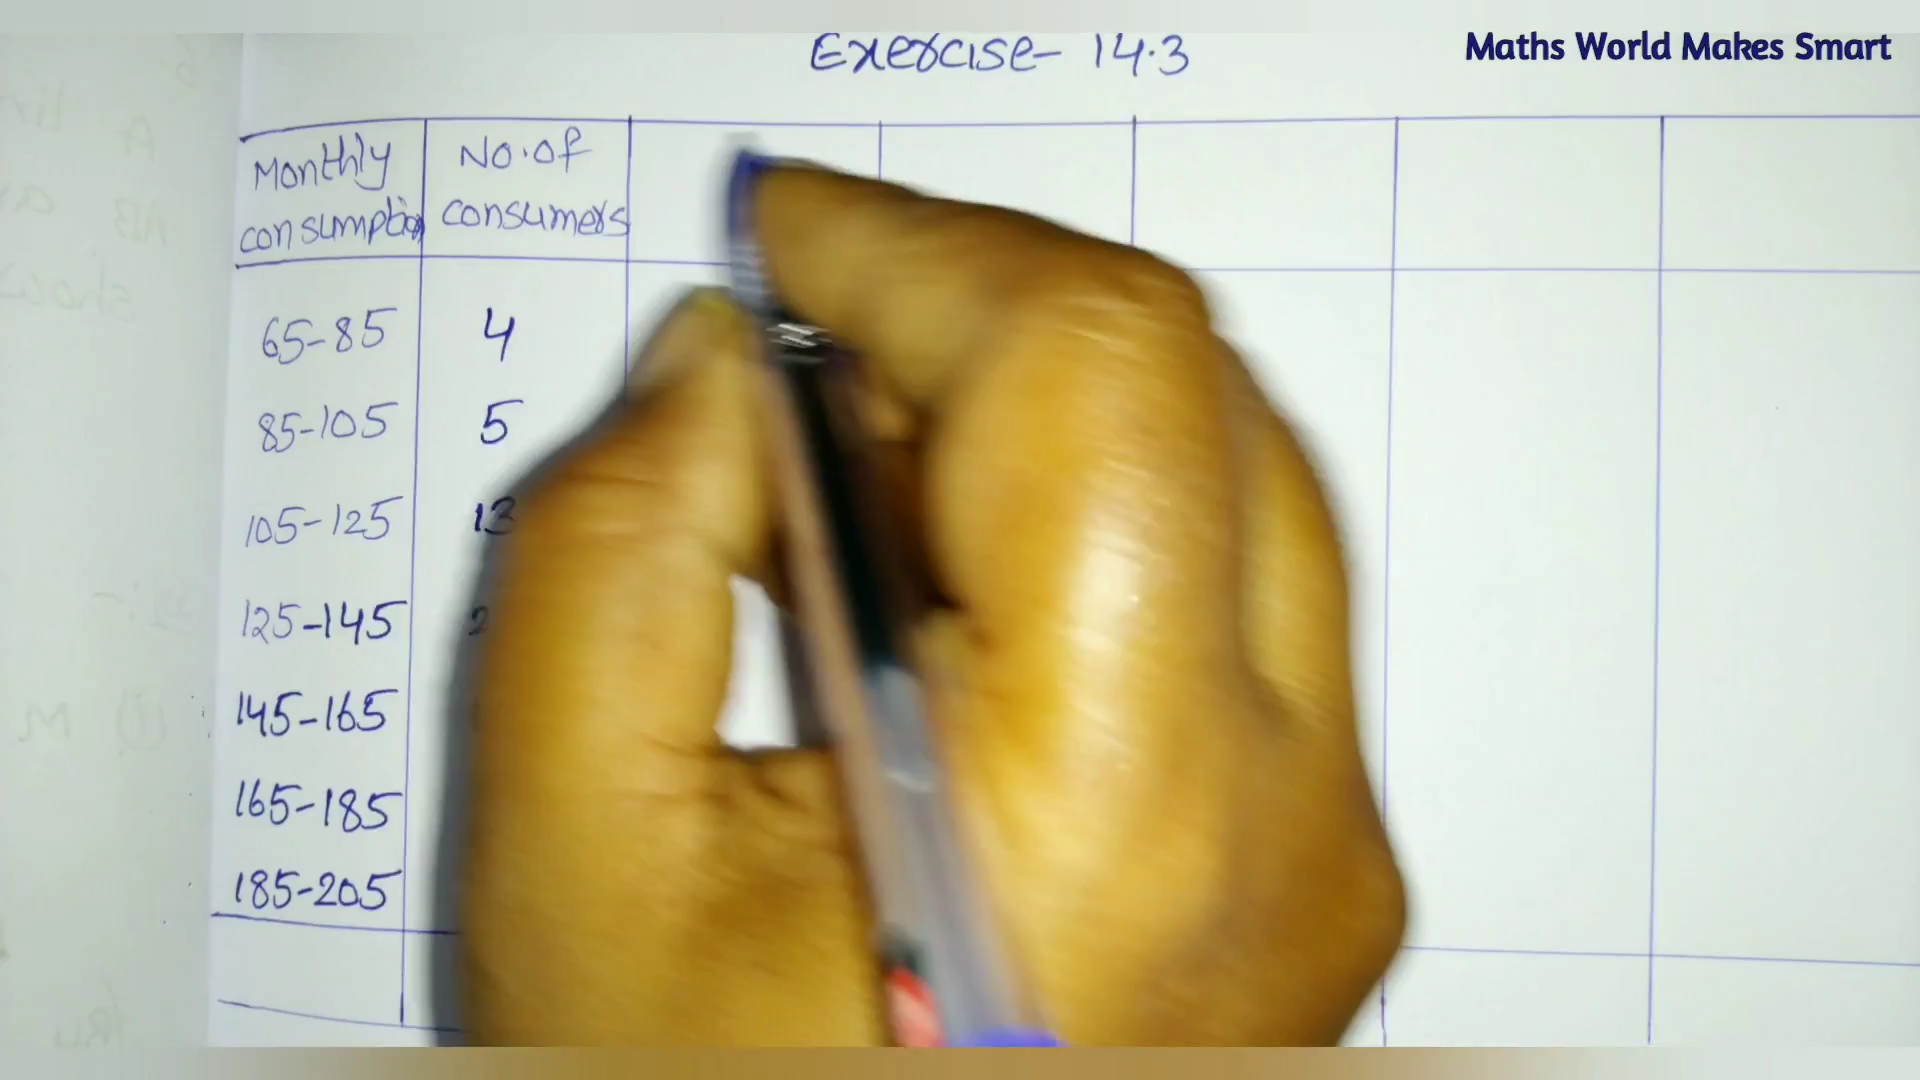 Exercise- 14.3
Maths World Makes Smart
Monthly consumption
No. of consumers
65-85 4
85-105 5
105-125 13
125-145
145-165
165-185
185-205